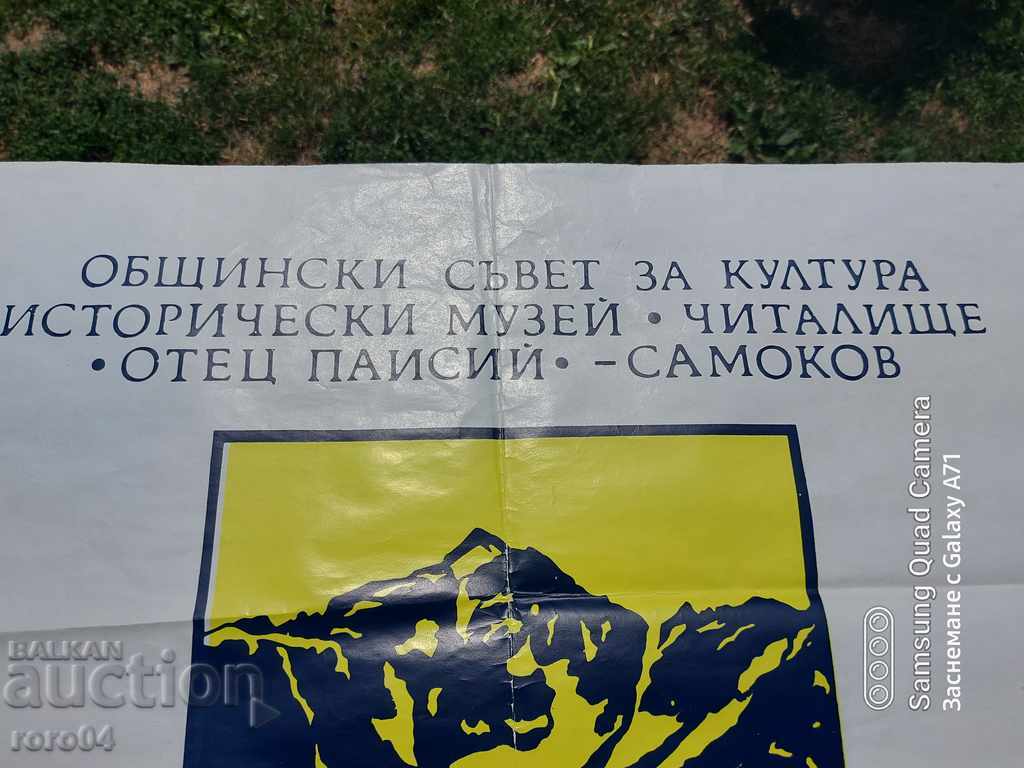 ОБЩИНСКИ СЪВЕТ ЗА КУЛТУРА
ИСТОРИЧЕСКИ МУЗЕЙ • ЧИТАЛИЩЕ
• ОТЕЦ ПАИСИЙ • -САМОКОВ
Samsung Quad Camera
Заснемане с Galaxy A71
BALKAN
auction
roro04